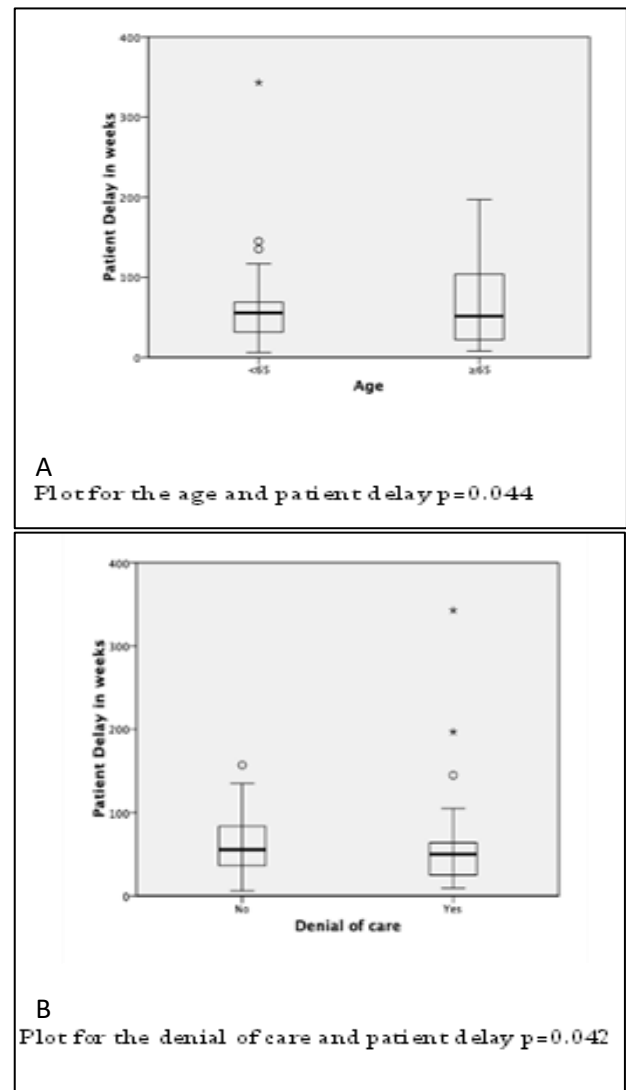 400
300
200
100
0
Patient Delay in weeks
<65
≥65
Age
A
Plot for the age and patient delay p=0.044
400
300
200
100
0
Patient Delay in weeks
No
Yes
Denial of care
B
Plot for the denial of care and patient delay p=0.042